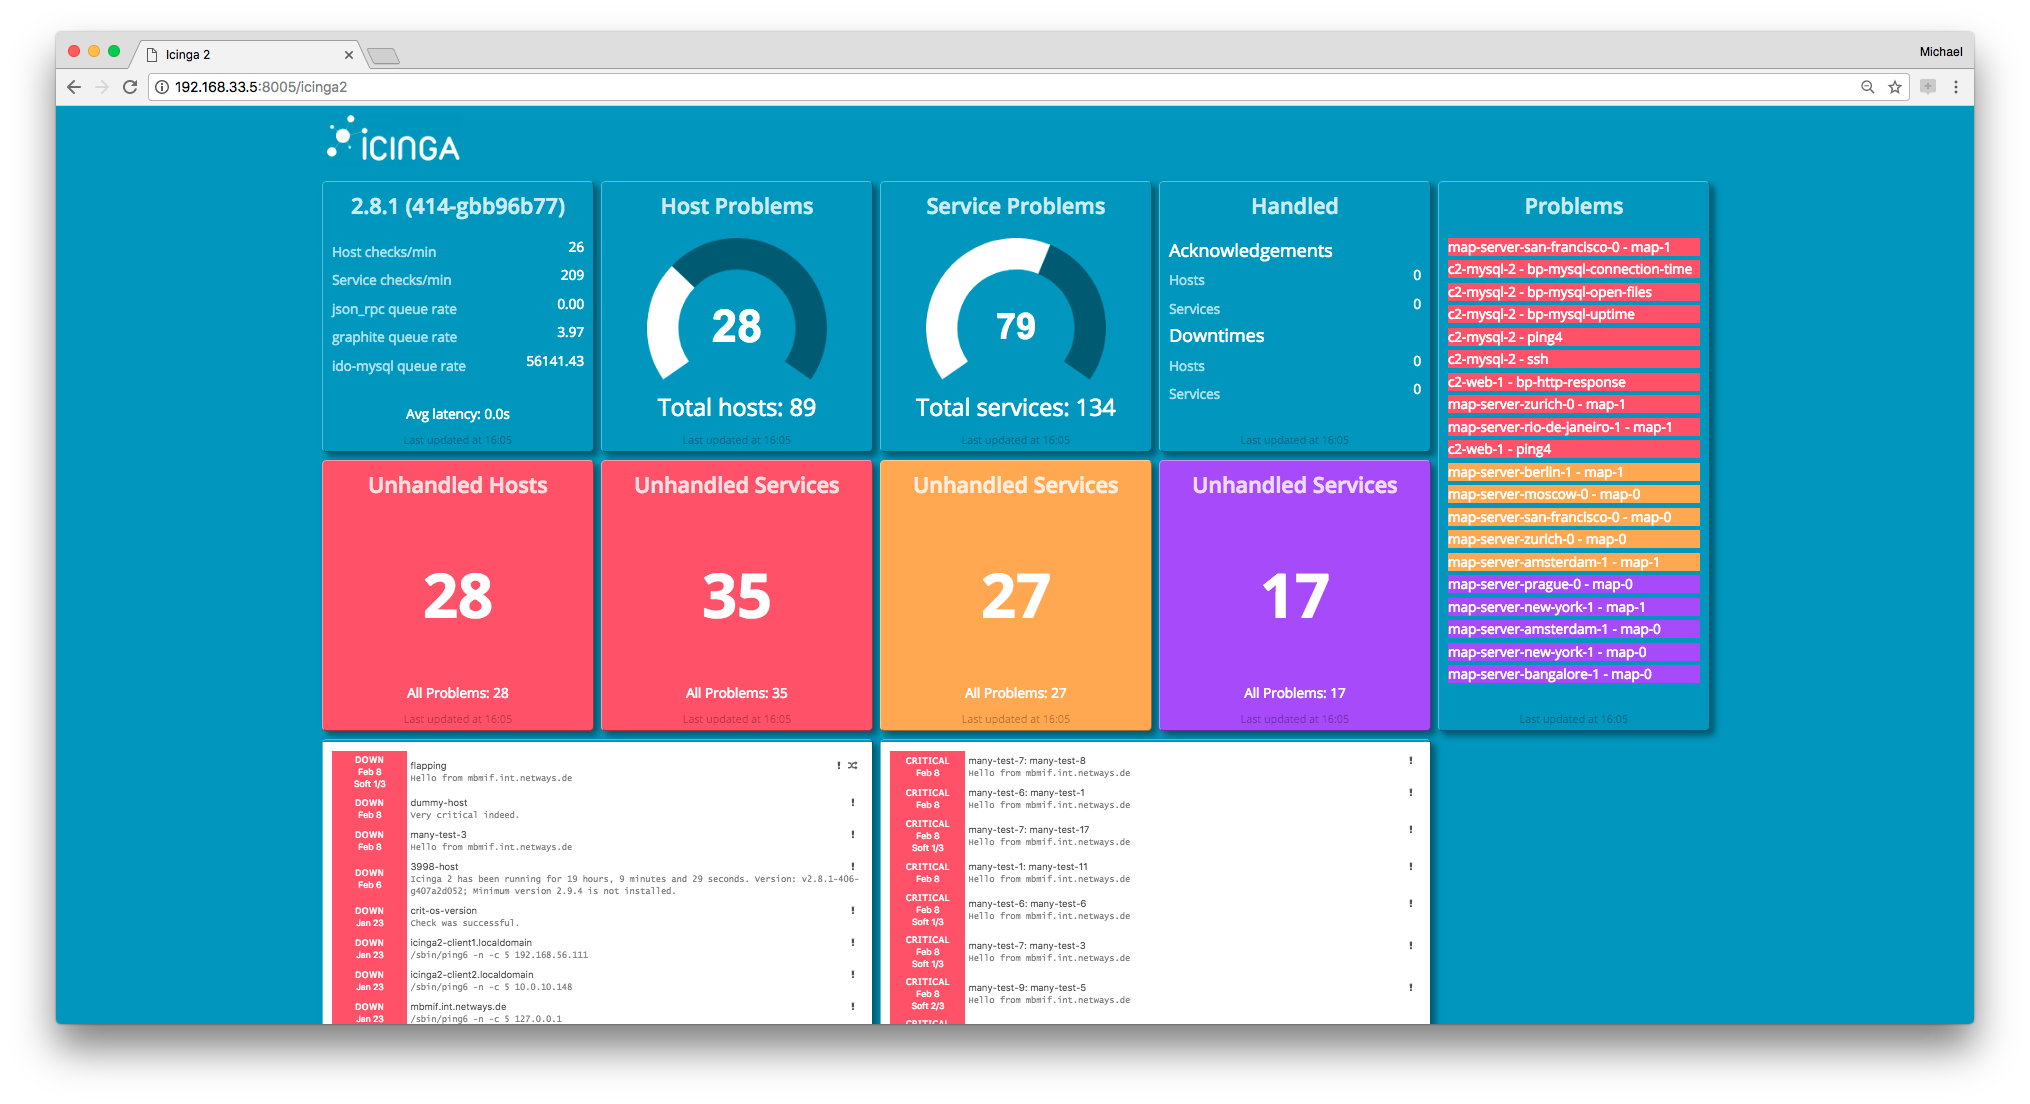 Icinga 2
Michael
192.168.33.5:8005/icinga2
ICINGA
2.8.1 (414-gbb96b77)
Host checks/min 26
Service checks/min 209
json_rpc queue rate 0.00
graphite queue rate 3.97
ido-mysql queue rate 56141.43
Avg latency: 0.0s
Last updated at 16:05
Host Problems
28
Total hosts: 89
Last updated at 16:05
Service Problems
79
Total services: 134
Last updated at 16:05
Handled
Acknowledgements
Hosts 0
Services 0
Downtimes
Hosts 0
Services 0
Last updated at 16:05
Problems
map-server-san-francisco-0 - map-1
c2-mysql-2 - bp-mysql-connection-time
c2-mysql-2 - bp-mysql-open-files
c2-mysql-2 - bp-mysql-uptime
c2-mysql-2 - ping4
c2-mysql-2 - ssh
c2-web-1 - bp-http-response
map-server-zurich-0 - map-1
map-server-rio-de-janeiro-1 - map-1
c2-web-1 - ping4
map-server-berlin-1 - map-1
map-server-moscow-0 - map-0
map-server-san-francisco-0 - map-0
map-server-zurich-0 - map-0
map-server-amsterdam-1 - map-1
map-server-prague-0 - map-0
map-server-new-york-1 - map-1
map-server-amsterdam-1 - map-0
map-server-new-york-1 - map-0
map-server-bangalore-1 - map-0
Last updated at 16:05
Unhandled Hosts
28
All Problems: 28
Last updated at 16:05
Unhandled Services
35
All Problems: 35
Last updated at 16:05
Unhandled Services
27
All Problems: 27
Last updated at 16:05
Unhandled Services
17
All Problems: 17
Last updated at 16:05
DOWN
Feb 8
Soft 1/3
flapping
Hello from mbmif.int.netways.de
DOWN
Feb 8
dummy-host
Very critical indeed.
DOWN
Feb 8
many-test-3
Hello from mbmif.int.netways.de
DOWN
Feb 6
3998-host
Icinga 2 has been running for 19 hours, 9 minutes and 29 seconds. Version: v2.8.1-406-
g407a2d052; Minimum version 2.9.4 is not installed.
DOWN
Jan 23
crit-os-version
Check was successful.
DOWN
Jan 23
icinga2-client1.localdomain
/sbin/ping6 -n -c 5 192.168.56.111
DOWN
Jan 23
icinga2-client2.localdomain
/sbin/ping6 -n -c 5 10.0.10.148
DOWN
Jan 23
mbmif.int.netways.de
/sbin/ping6 -n -c 5 127.0.0.1
CRITICAL
Feb 8
many-test-7: many-test-8
Hello from mbmif.int.netways.de
CRITICAL
Feb 8
many-test-6: many-test-1
Hello from mbmif.int.netways.de
CRITICAL
Feb 8
Soft 1/3
many-test-7: many-test-17
Hello from mbmif.int.netways.de
CRITICAL
Feb 8
many-test-1: many-test-11
Hello from mbmif.int.netways.de
CRITICAL
Feb 8
Soft 1/3
many-test-6: many-test-6
Hello from mbmif.int.netways.de
CRITICAL
Feb 8
Soft 1/3
many-test-7: many-test-3
Hello from mbmif.int.netways.de
CRITICAL
Feb 8
Soft 2/3
many-test-9: many-test-5
Hello from mbmif.int.netways.de